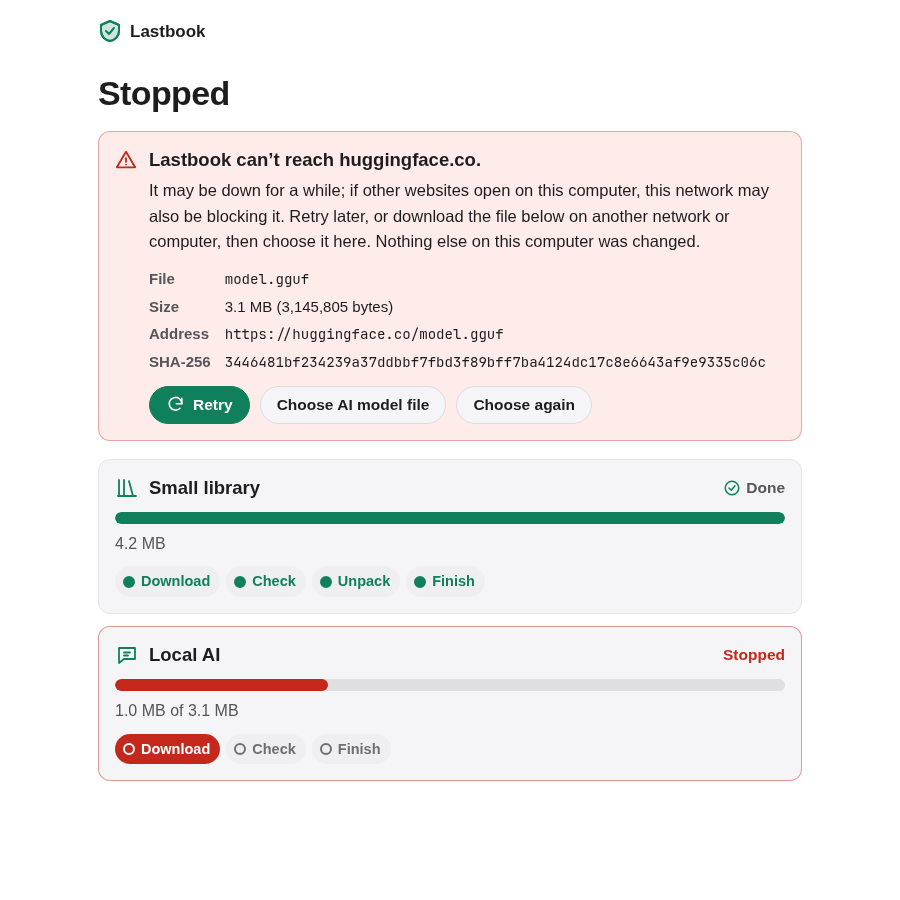 Lastbook
Stopped
Lastbook can’t reach huggingface.co.
It may be down for a while; if other websites open on this computer, this network may
also be blocking it. Retry later, or download the file below on another network or
computer, then choose it here. Nothing else on this computer was changed.
File model.gguf
Size 3.1 MB (3,145,805 bytes)
Address https://huggingface.co/model.gguf
SHA-256 3446481bf234239a37ddbbf7fbd3f89bff7ba4124dc17c8e6643af9e9335c06c
Retry Choose AI model file Choose again
Small library Done
4.2 MB
Download Check Unpack Finish
Local AI Stopped
1.0 MB of 3.1 MB
Download Check Finish